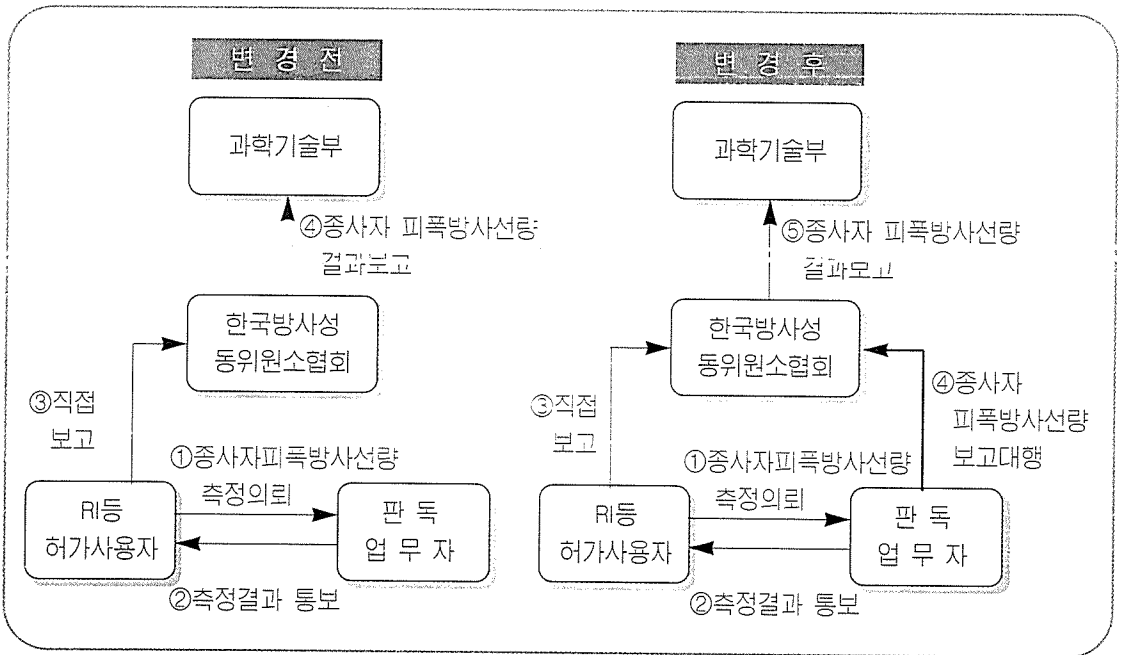 변 경 전
과학기술부
④종사자 피폭방사선량
결과보고
한국방사성
동위원소협회
③직접
보고
①종사자피폭방사선량
측정의뢰
RI등
허가사용자
판 독
업 무 자
②측정결과 통보
변 경 후
과학기술부
⑤종사자 피폭방사선량
결과보고
한국방사성
동위원소협회
③직접
보고
④종사자
피폭방사선량
보고대행
①종사자피폭방사선량
측정의뢰
RI등
허가사용자
판 독
업 무 자
②측정결과 통보